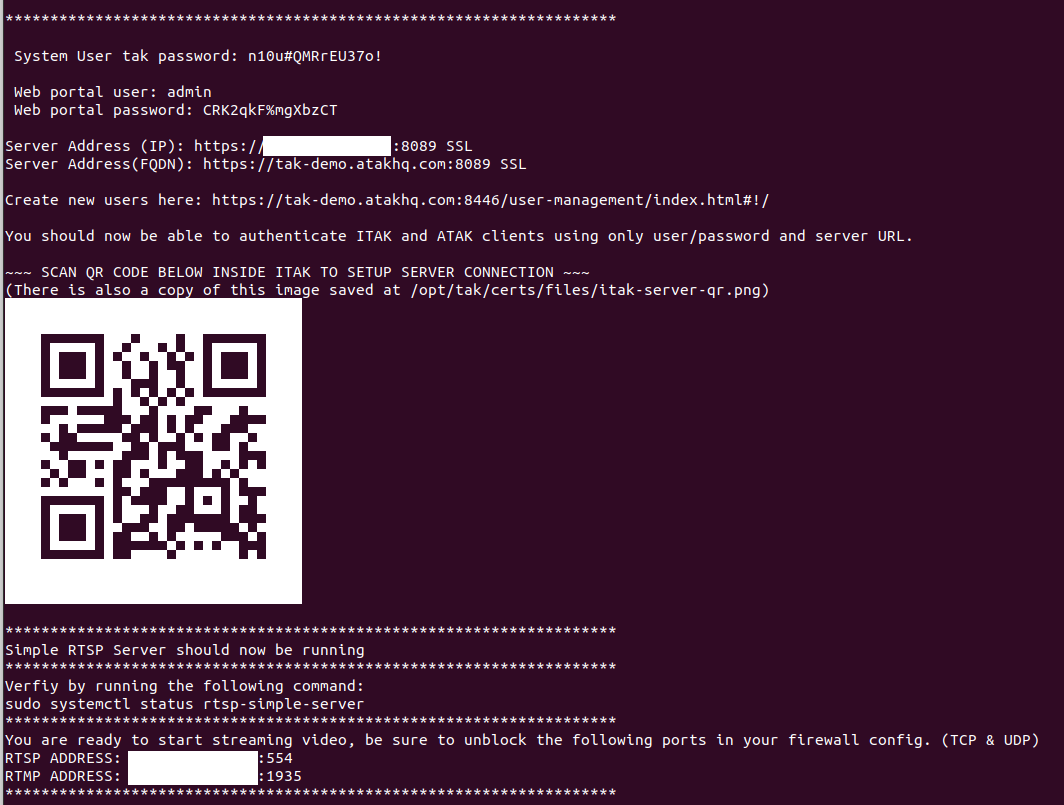 ********************************************************************
System User tak password: n10u#QMRrEU37o!
Web portal user: admin
Web portal password: CRK2qkF%mgXbzCT
Server Address (IP): https://:8089 SSL
Server Address(FQDN): https://tak-demo.atakhq.com:8089 SSL
Create new users here: https://tak-demo.atakhq.com:8446/user-management/index.html#!/
You should now be able to authenticate ITAK and ATAK clients using only user/password and server URL.
~~~ SCAN QR CODE BELOW INSIDE ITAK TO SETUP SERVER CONNECTION ~~~
(There is also a copy of this image saved at /opt/tak/certs/files/itak-server-qr.png)
********************************************************************
Simple RTSP Server should now be running
********************************************************************
Verfiy by running the following command:
sudo systemctl status rtsp-simple-server
********************************************************************
You are ready to start streaming video, be sure to unblock the following ports in your firewall config. (TCP & UDP)
RTSP ADDRESS: :554
RTMP ADDRESS: :1935
********************************************************************